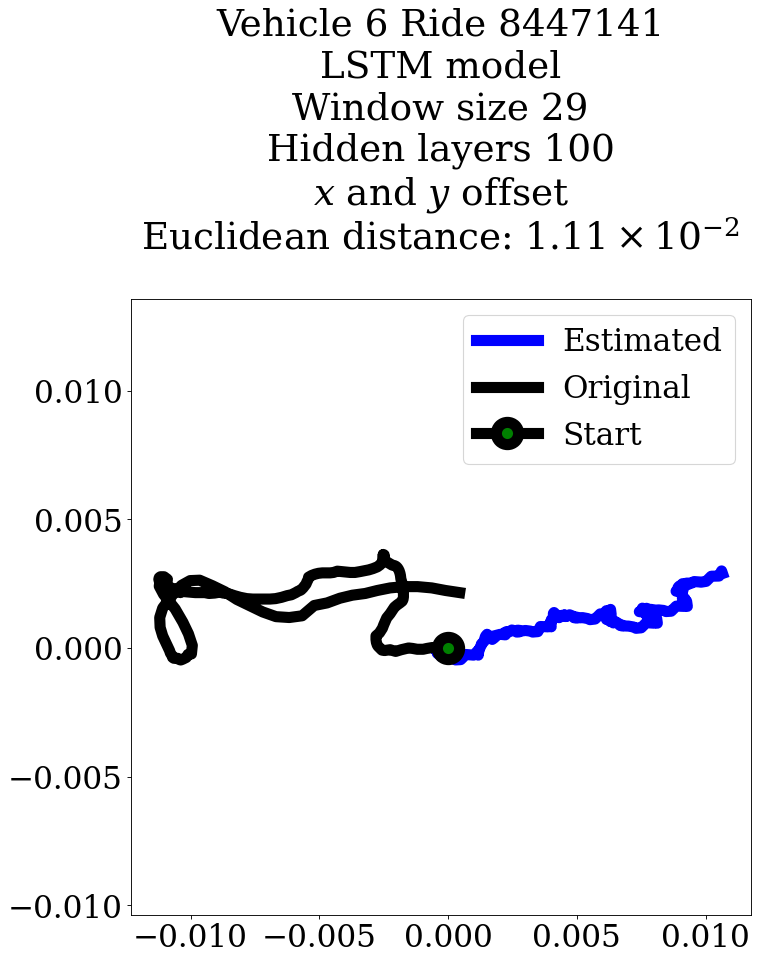 Vehicle 6 Ride 8447141
LSTM model
Window size 29
Hidden layers 100
x and y offset
Euclidean distance: 1.11 × 10⁻²
Estimated
Original
Start
0.010
0.005
0.000
−0.005
−0.010
−0.010 −0.005 0.000 0.005 0.010